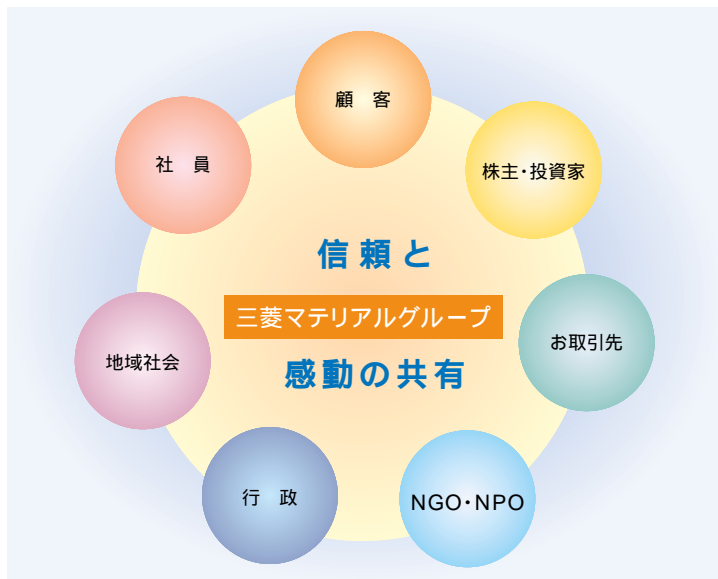 顧　客
社　員
株主・投資家
信頼と
三菱マテリアルグループ
感動の共有
お取引先
地域社会
行　政
NGO・NPO